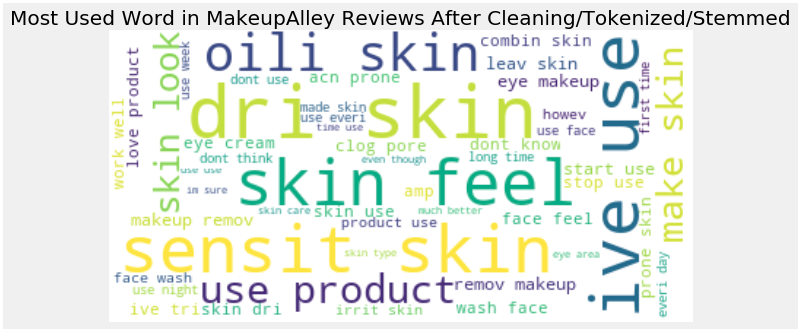 Most Used Word in MakeupAlley Reviews After Cleaning/Tokenized/Stemmed
oili skin
combin skin
leav skin
skin look
use week
love product
work well
dont use
acn prone
eye makeup
dri skin
made skin
use everi
time use
howev
use face
ive use
first time
make skin
eye cream
clog pore
dont know
dont think
even though
long time
use use
im sure
skin feel
amp
start use
stop use
skin care
skin use
much better
makeup remov
product use
face feel
prone skin
sensit skin
skin type
eye area
everi day
face wash
use night
use product
remov makeup
ive tri
skin dri
irrit skin
wash face